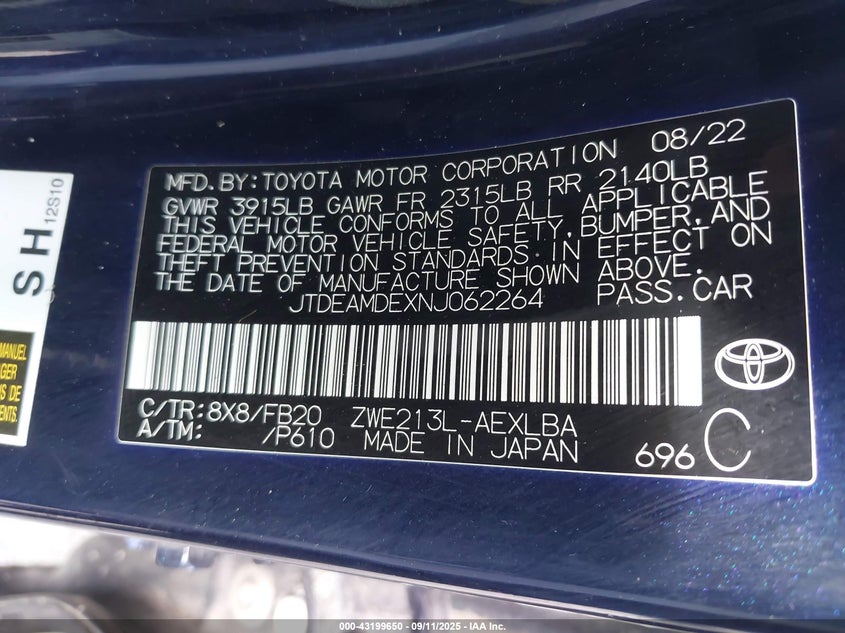 MFD.BY:TOYOTA MOTOR CORPORATION 08/22
GVWR 3915LB GAWR FR 2315LB RR 2140LB
THIS VEHICLE CONFORMS TO ALL APPLICABLE
FEDERAL MOTOR VEHICLE SAFETY,BUMPER,AND
THEFT PREVENTION STANDARDS IN EFFECT ON
THE DATE OF MANUFACTURE SHOWN ABOVE.
JTDEAMDEXNJ062264 PASS.CAR
C/TR:8X8/FB20 ZWE213L-AEXLBA
A/TM: /P610 MADE IN JAPAN
696 C
SH
12S10
MANUEL
DE
000-43199650 - 09/11/2025 - IAA Inc.